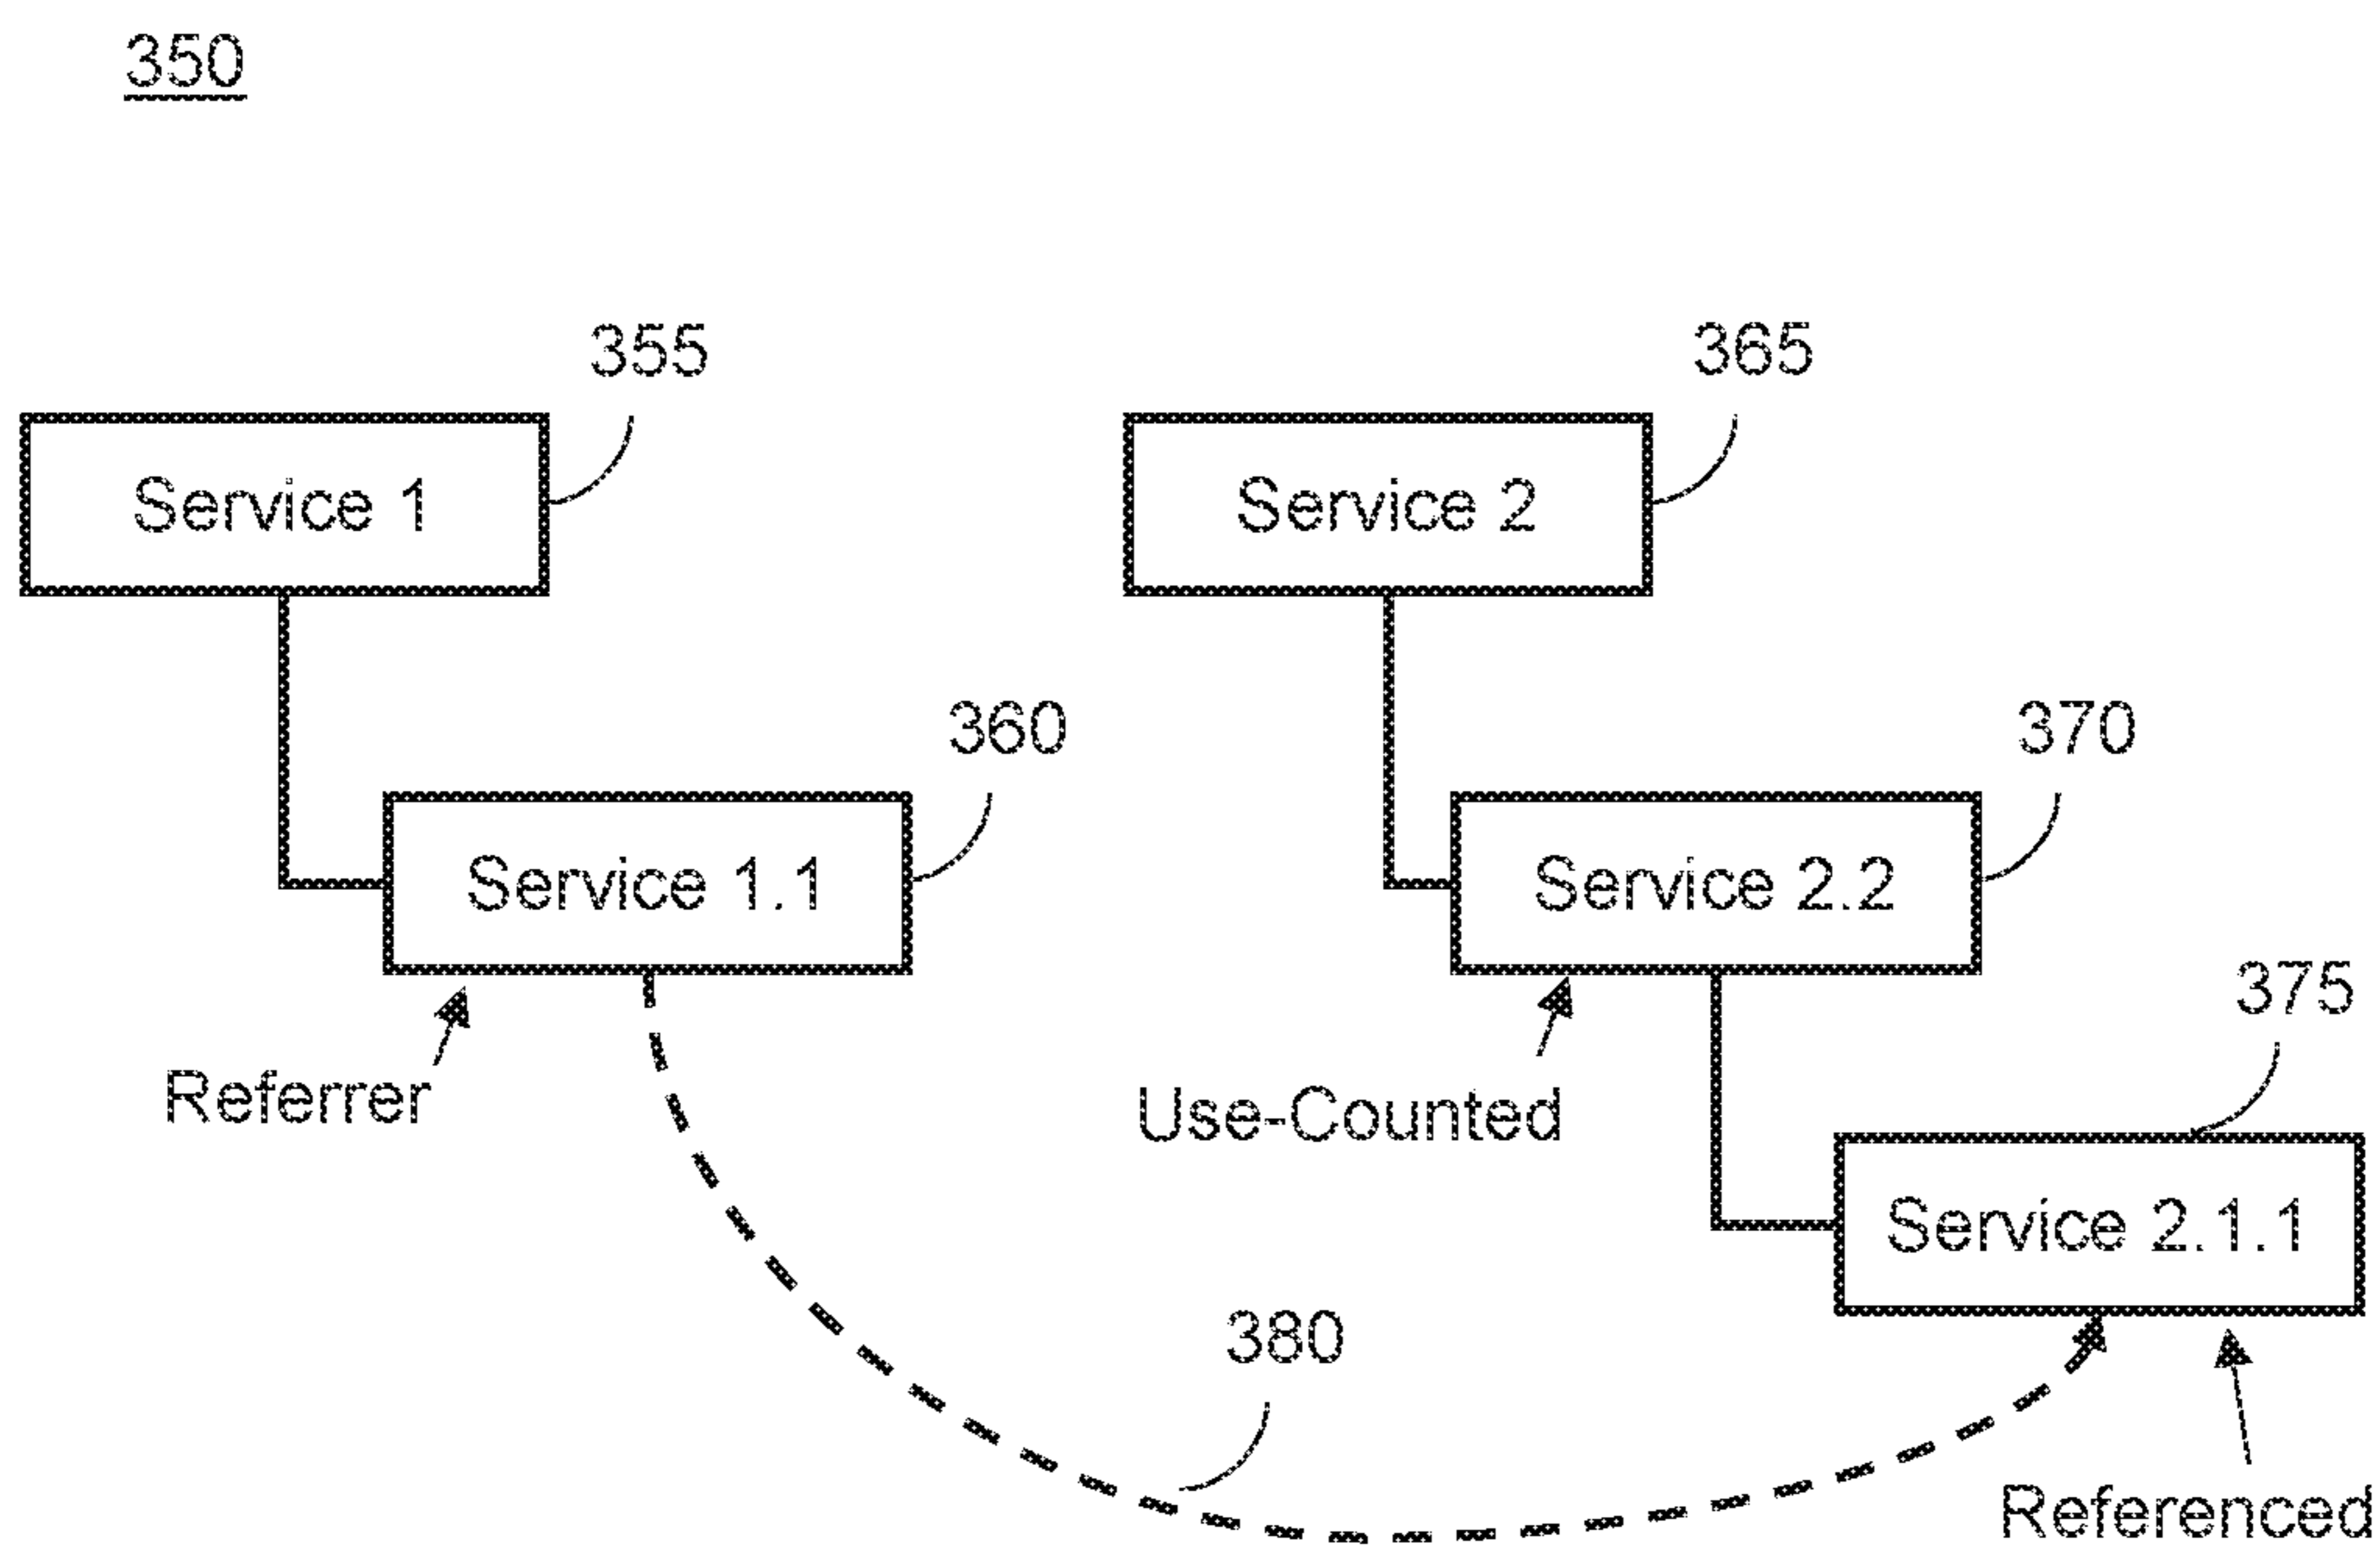 350
355
365
Service 1
Service 2
360
370
Service 1.1
Service 2.2
375
Referrer
Use-Counted
Service 2.1.1
380
Referenced